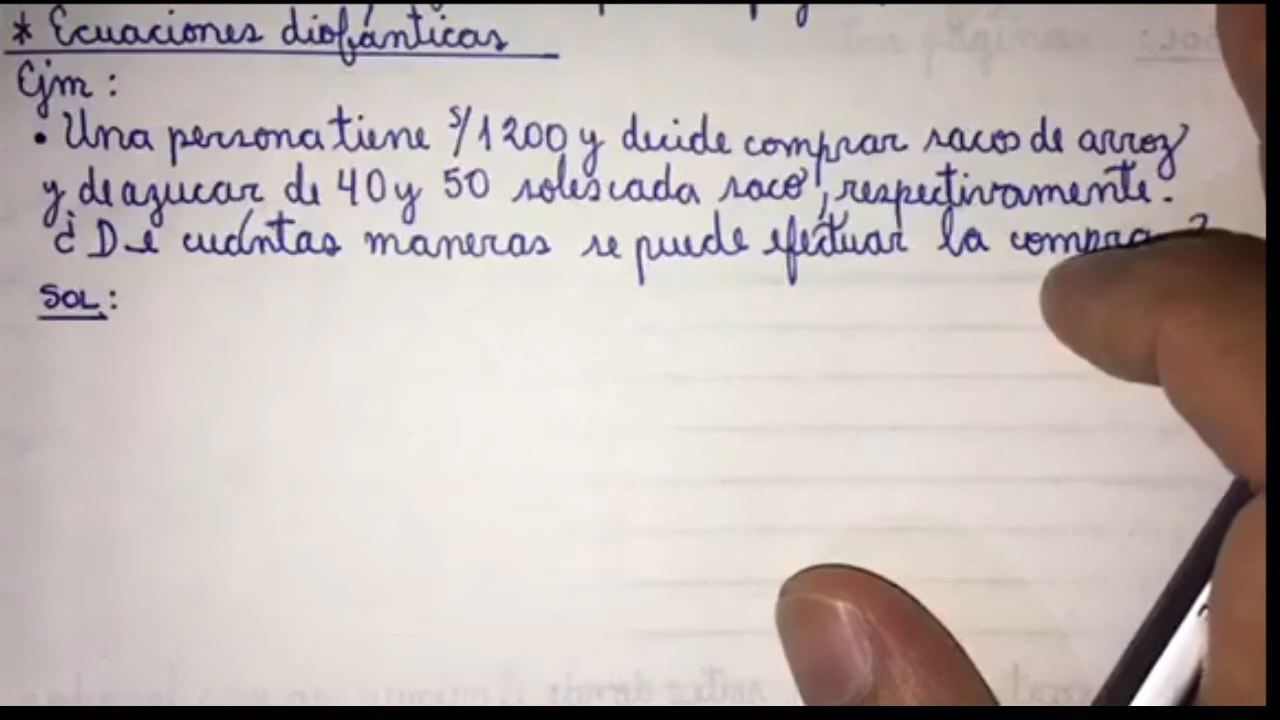 * Ecuaciones diofánticas
Ejm :
• Una persona tiene S/1200 y decide comprar sacos de arroz
y de azucar de 40 y 50 soles cada saco, respectivamente.
¿De cuántas maneras se puede efectuar la compra?
SOL: